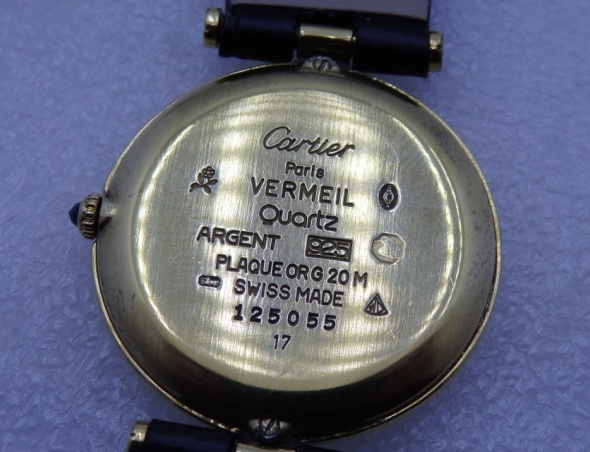 Cartier
Paris
VERMEIL
Quartz
ARGENT 925
PLAQUE OR G 20 M
SWISS MADE
125055
17